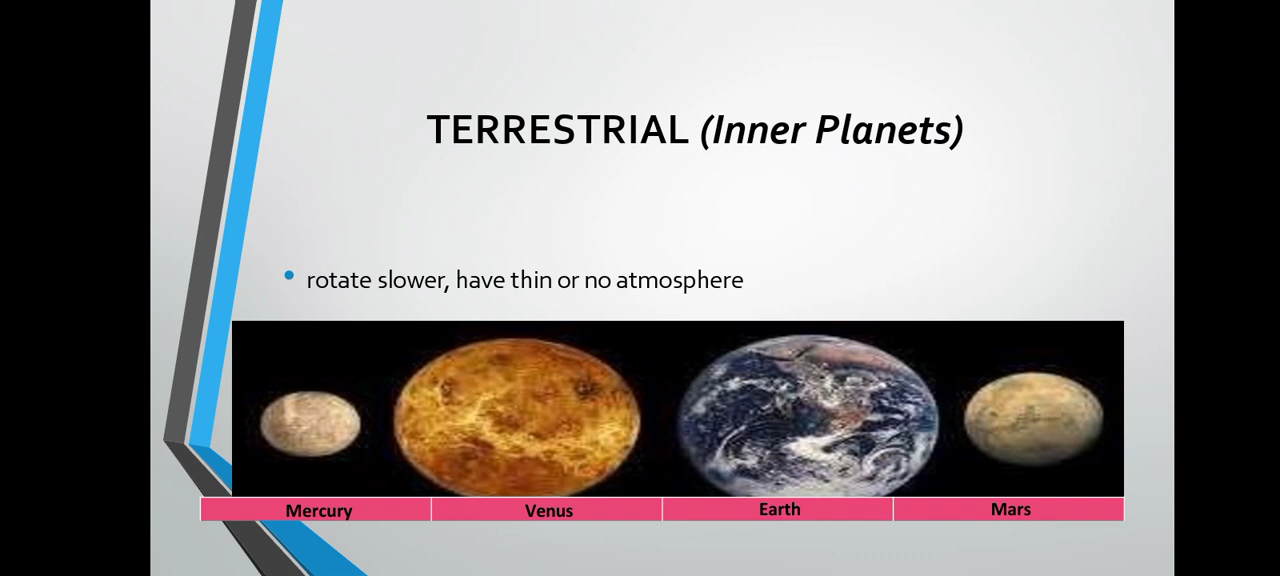 TERRESTRIAL (Inner Planets)
• rotate slower, have thin or no atmosphere
Mercury Venus Earth Mars